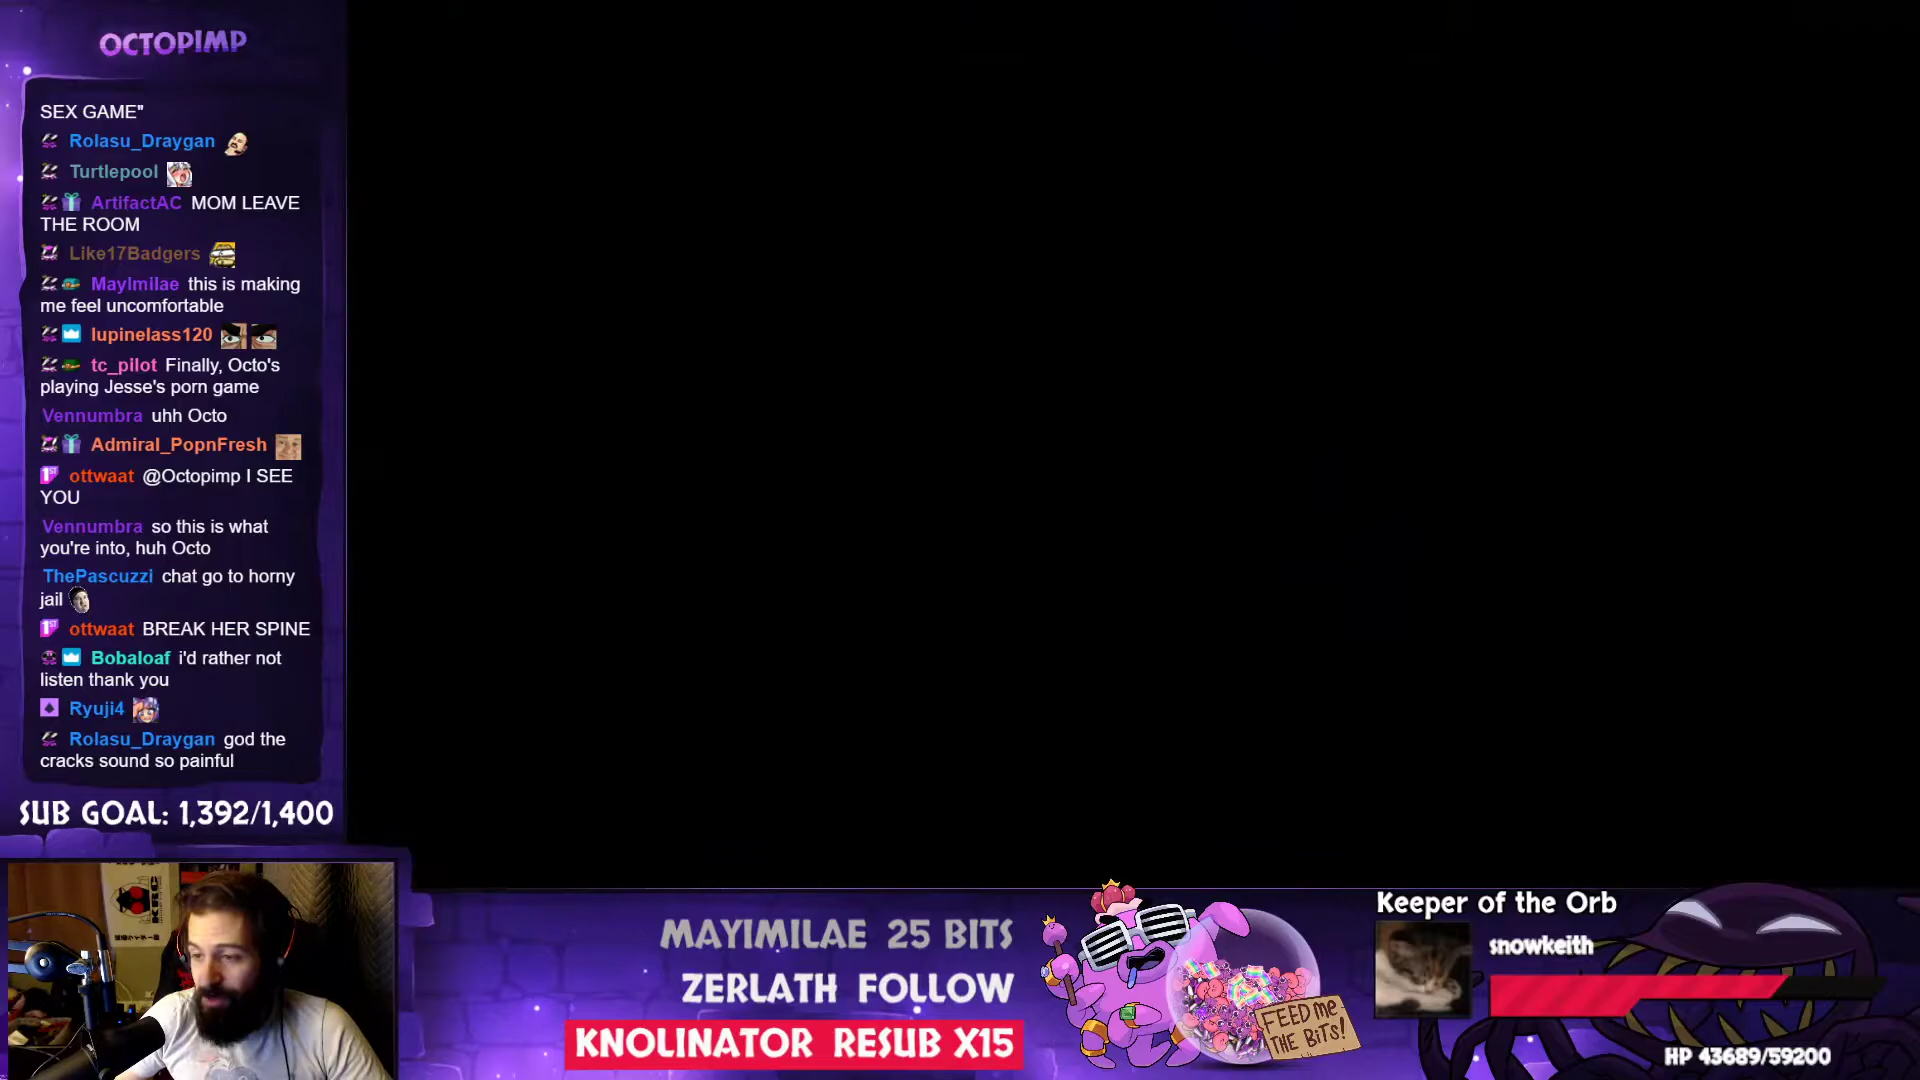 OCTOPIMP
SEX GAME"
Rolasu_Draygan
Turtlepool
ArtifactAC MOM LEAVE
THE ROOM
Like17Badgers
MayImilae this is making
me feel uncomfortable
lupinelass120
tc_pilot Finally, Octo's
playing Jesse's porn game
Vennumbra uhh Octo
Admiral_PopnFresh
1ST ottwaat @Octopimp I SEE
YOU
Vennumbra so this is what
you're into, huh Octo
ThePascuzzi chat go to horny
jail
1ST ottwaat BREAK HER SPINE
Bobaloaf i'd rather not
listen thank you
Ryuji4
Rolasu_Draygan god the
cracks sound so painful
SUB GOAL: 1,392/1,400
MAYIMILAE 25 BITS
ZERLATH FOLLOW
KNOLINATOR RESUB X15
FEED ME
THE BITS!
Keeper of the Orb
snowkeith
HP 43689/59200